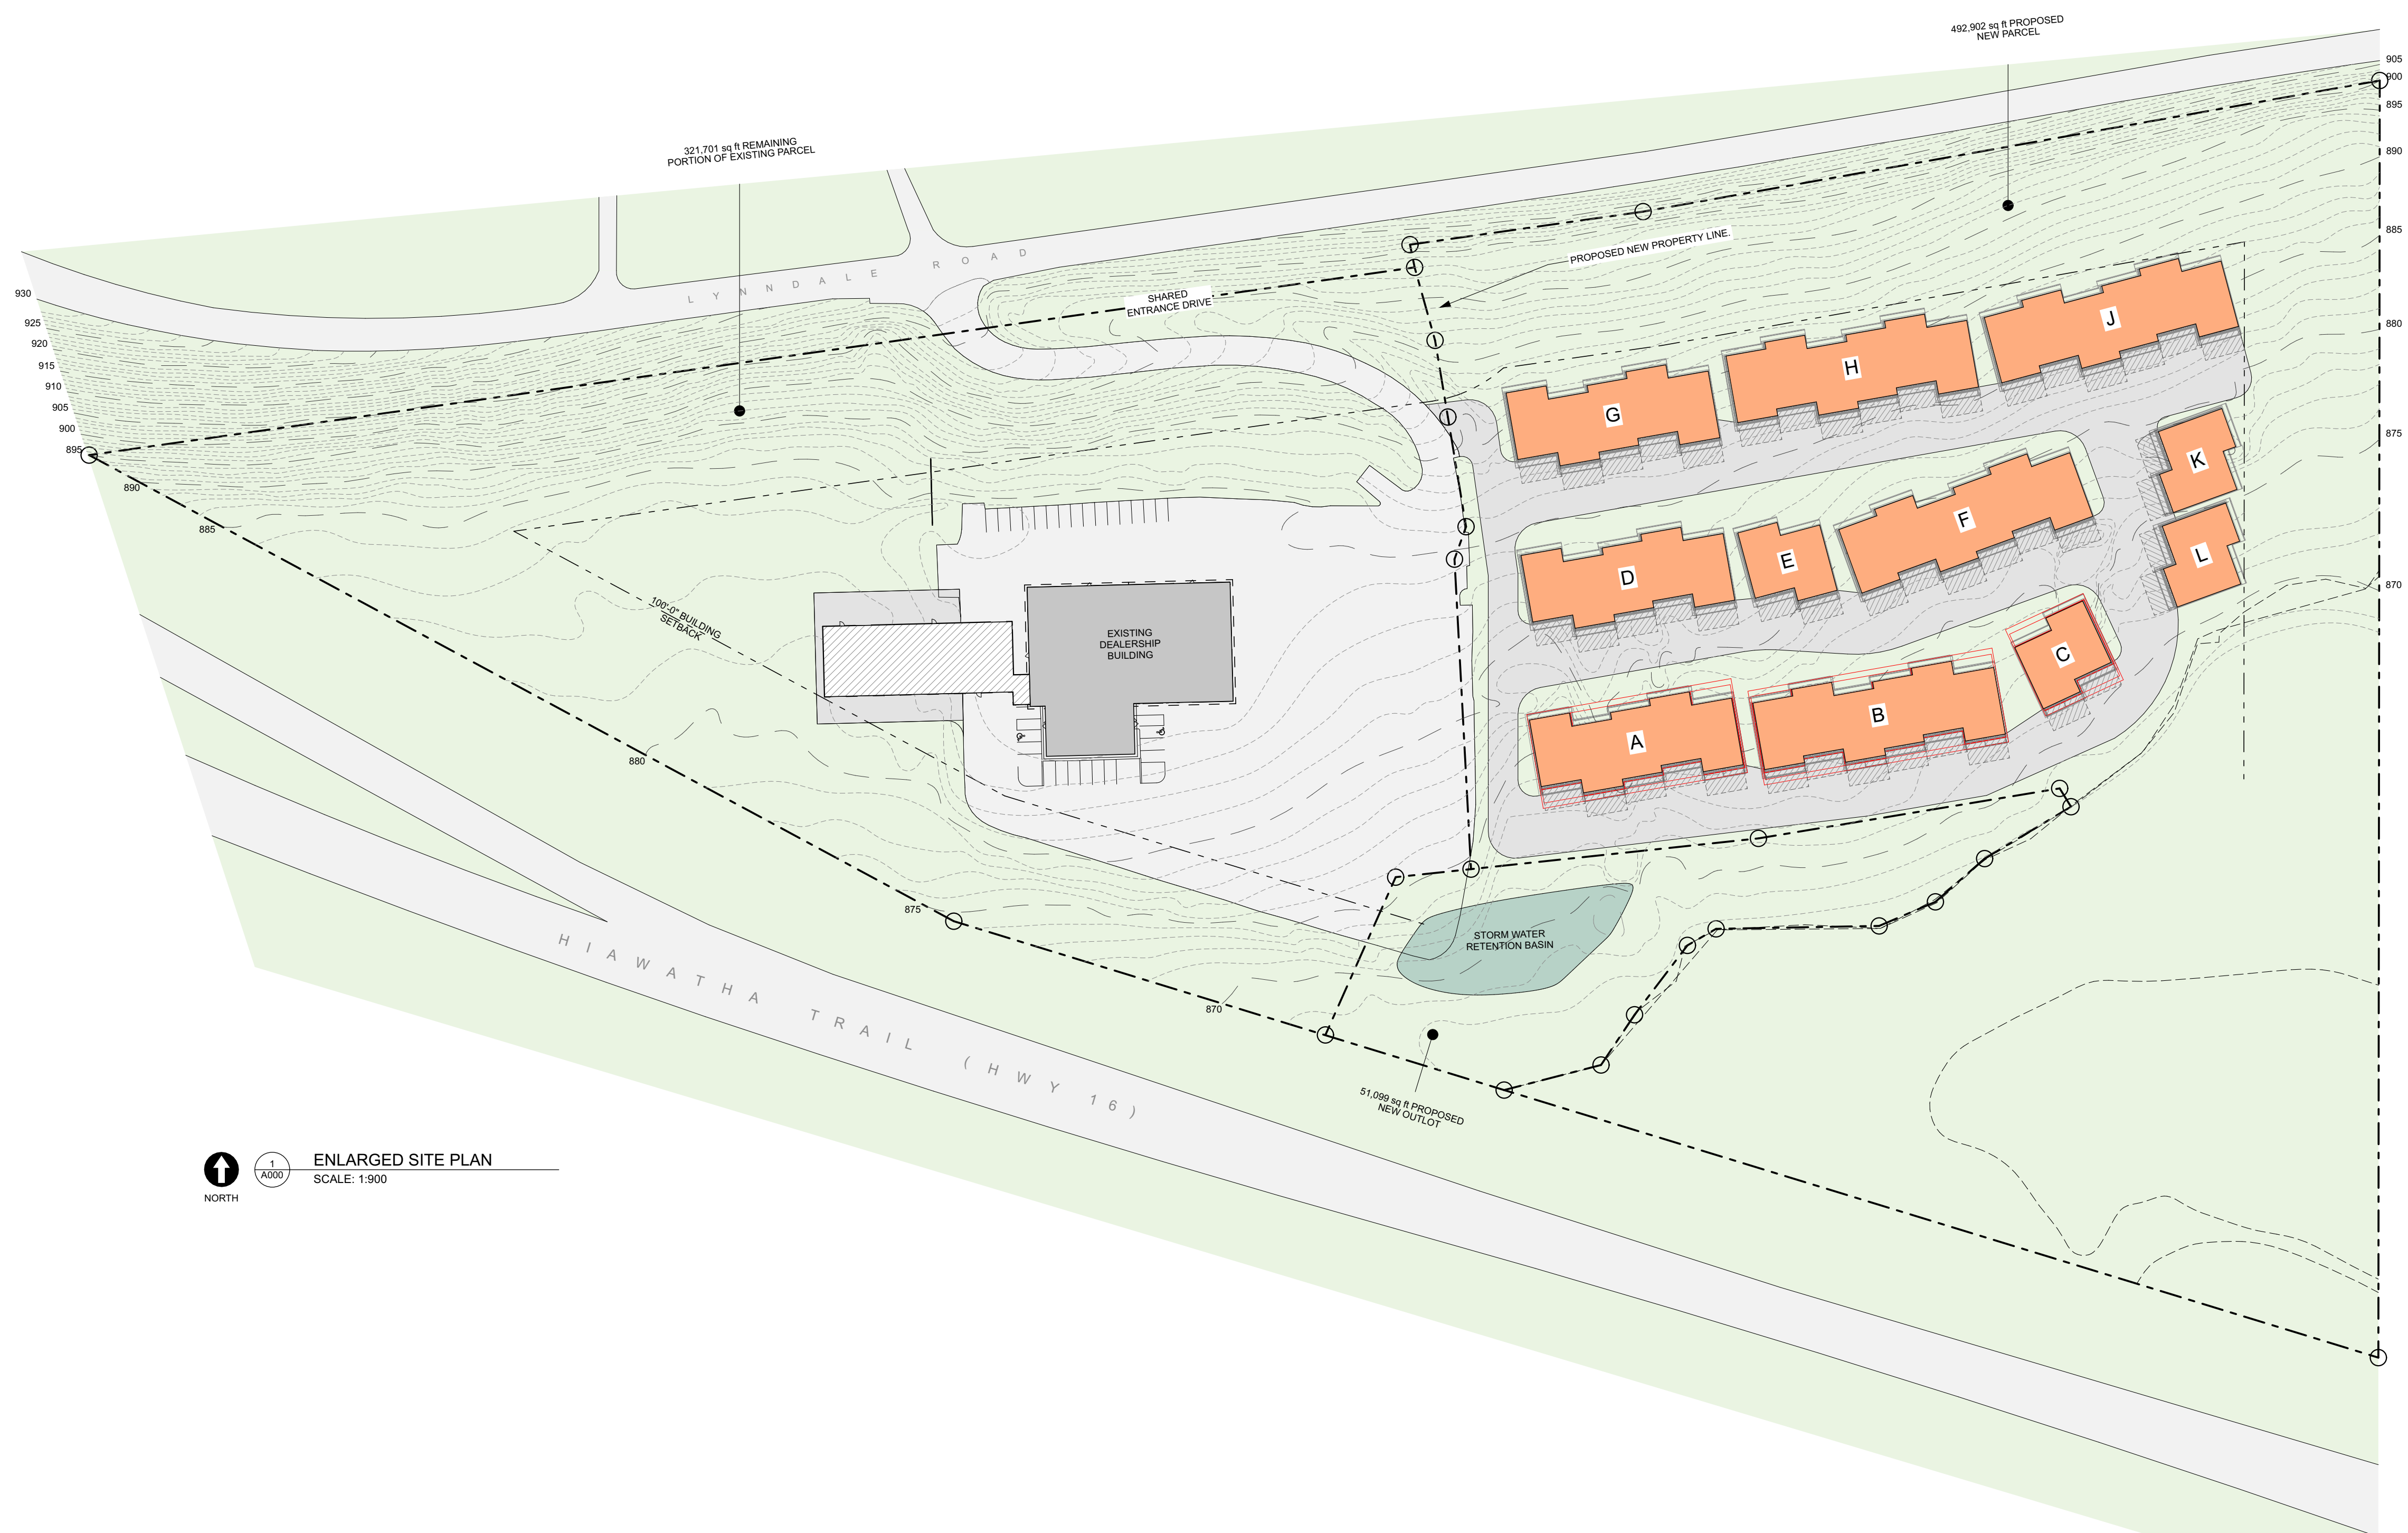 492,902 sq ft PROPOSED
NEW PARCEL
905
900
895
890
885
880
875
870
321,701 sq ft REMAINING
PORTION OF EXISTING PARCEL
LYNNDALE ROAD
SHARED
ENTRANCE DRIVE
PROPOSED NEW PROPERTY LINE.
930
925
920
915
910
905
900
895
890
885
880
875
870
J
H
G
K
F
L
E
D
C
B
A
100'-0" BUILDING
SETBACK
EXISTING
DEALERSHIP
BUILDING
STORM WATER
RETENTION BASIN
HIAWATHA TRAIL (HWY 16)
51,099 sq ft PROPOSED
NEW OUTLOT
NORTH
1
A000
ENLARGED SITE PLAN
SCALE: 1:900